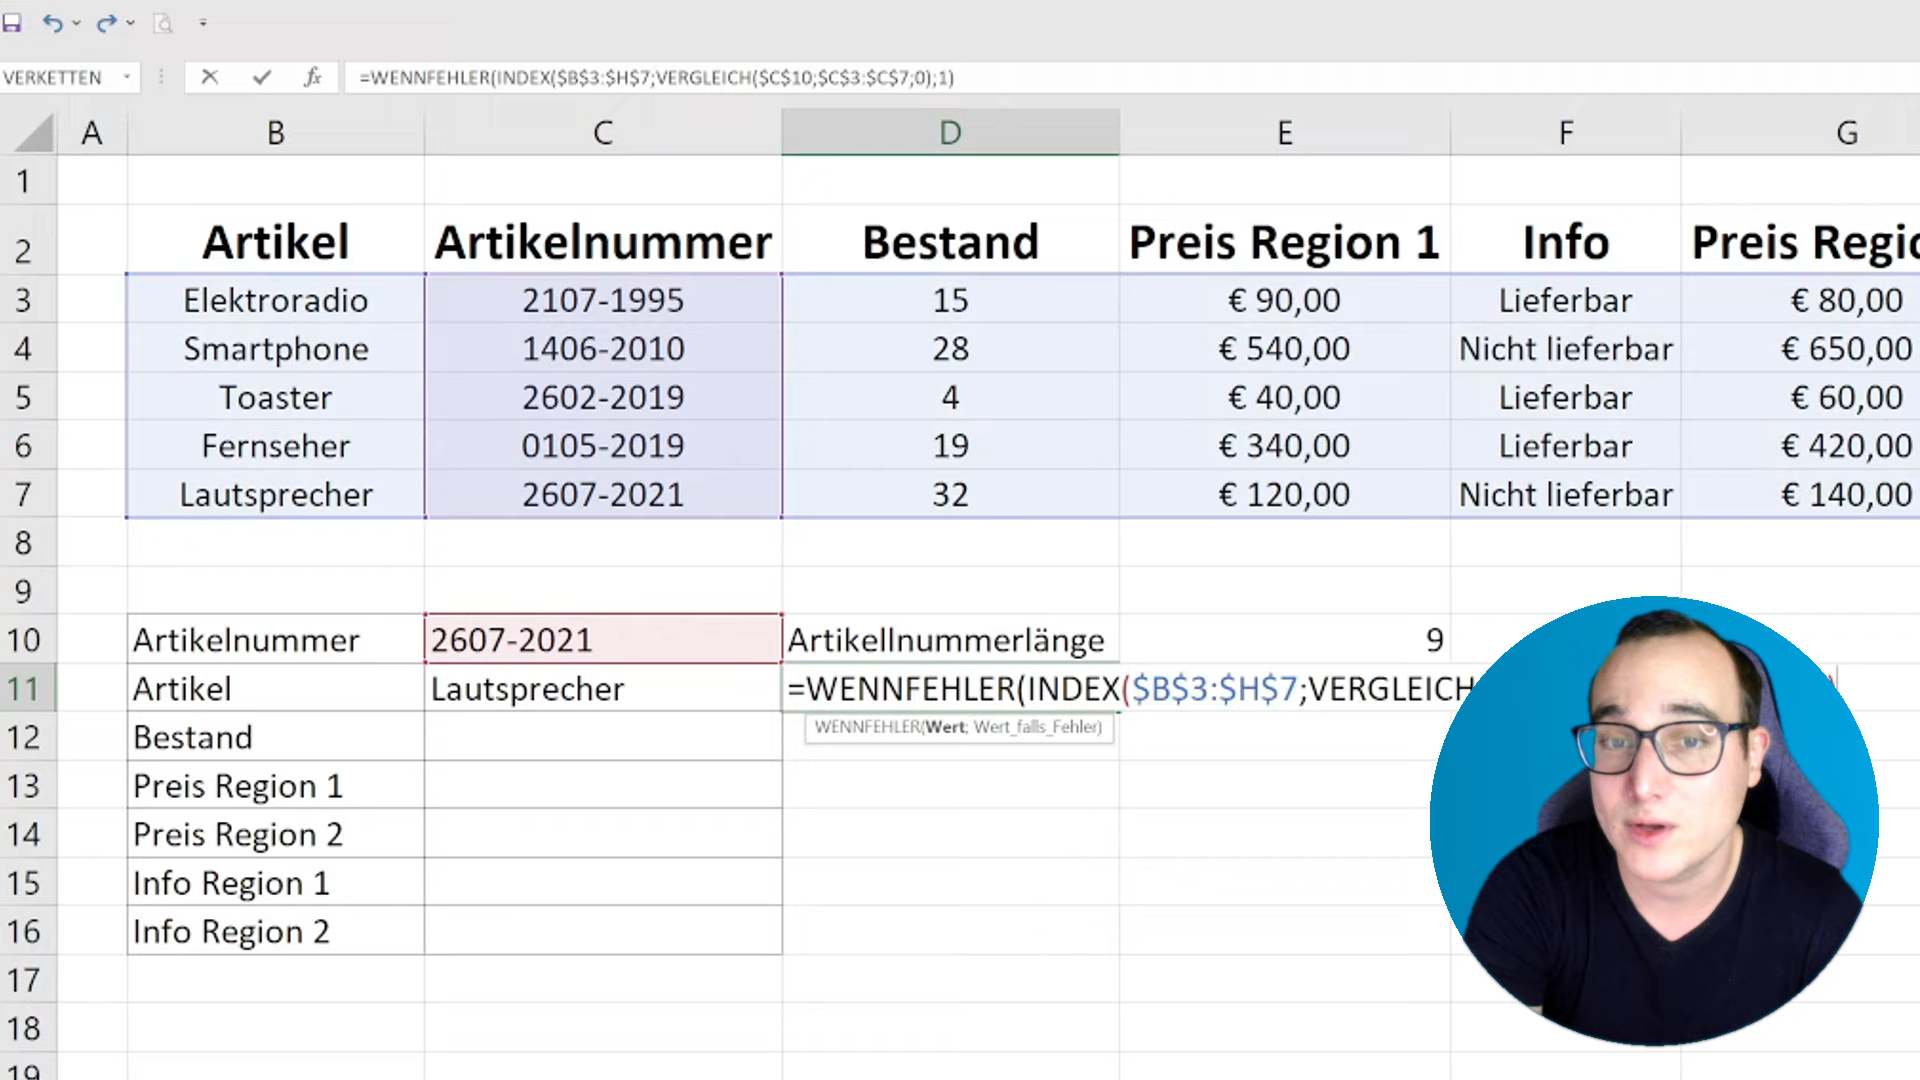 VERKETTEN
fx
=WENNFEHLER(INDEX($B$3:$H$7;VERGLEICH($C$10;$C$3:$C$7;0);1)
A B C D E F G
1
2 Artikel Artikelnummer Bestand Preis Region 1 Info Preis
3 Elektroradio 2107-1995 15 € 90,00 Lieferbar € 80,00
4 Smartphone 1406-2010 28 € 540,00 Nicht lieferbar € 650,00
5 Toaster 2602-2019 4 € 40,00 Lieferbar € 60,00
6 Fernseher 0105-2019 19 € 340,00 Lieferbar € 420,00
7 Lautsprecher 2607-2021 32 € 120,00 Nicht lieferbar € 140,00
8
9
10 Artikelnummer 2607-2021 Artikellnummerlänge 9
11 Artikel Lautsprecher =WENNFEHLER(INDEX($B$3:$H$7;VERGLEICH
WENNFEHLER(Wert; Wert_falls_Fehler)
12 Bestand
13 Preis Region 1
14 Preis Region 2
15 Info Region 1
16 Info Region 2
17
18
19